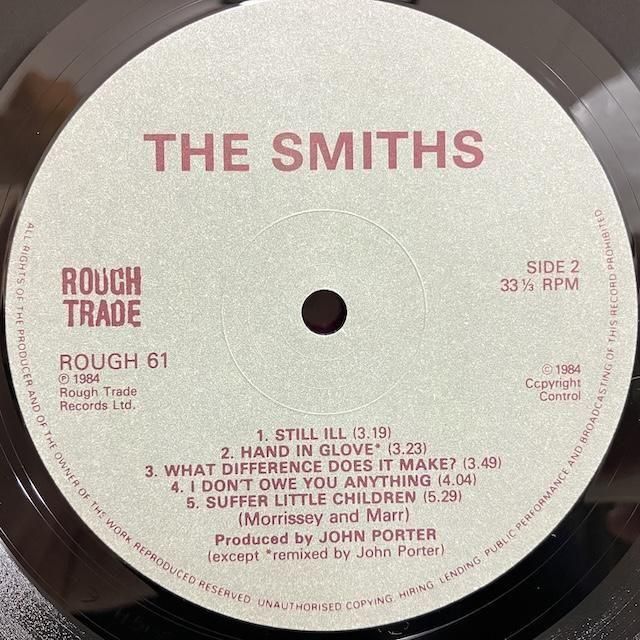 THE SMITHS
ROUGH
TRADE
SIDE 2
33 ⅓ RPM
ROUGH 61
℗ 1984
Rough Trade
Records Ltd.
© 1984
Copyright
Control
1. STILL ILL (3.19)
2. HAND IN GLOVE* (3.23)
3. WHAT DIFFERENCE DOES IT MAKE? (3.49)
4. I DON'T OWE YOU ANYTHING (4.04)
5. SUFFER LITTLE CHILDREN (5.29)
(Morrissey and Marr)
Produced by JOHN PORTER
(except *remixed by John Porter)
ALL RIGHTS OF THE PRODUCER AND OF THE OWNER OF THE WORK REPRODUCED RESERVED. UNAUTHORISED COPYING, HIRING, LENDING, PUBLIC PERFORMANCE AND BROADCASTING OF THIS RECORD PROHIBITED